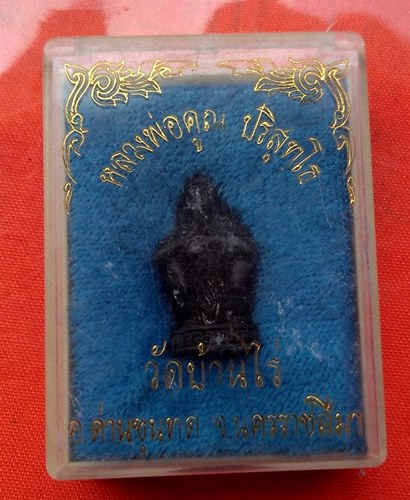 หลวงพ่อคูณ ปริสุทโธ
วัดบ้านไร่
อ.ด่านขุนทด จ.นครราชสีมา